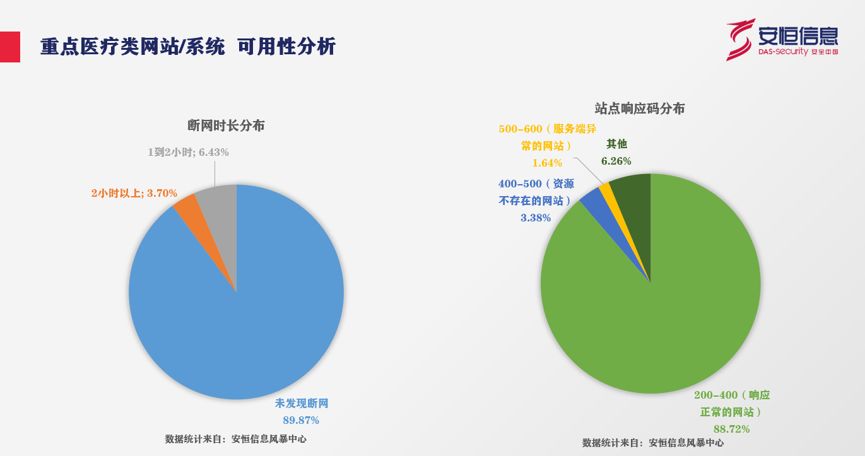 重点医疗类网站/系统 可用性分析
安恒信息
DAS-security 安全中国
断网时长分布
1到2小时; 6.43%
2小时以上; 3.70%
未发现断网
89.87%
数据统计来自：安恒信息风暴中心
站点响应码分布
500-600（服务端异
常的网站）
1.64%
其他
6.26%
400-500（资源
不存在的网站）
3.38%
200-400（响应
正常的网站）
88.72%
数据统计来自：安恒信息风暴中心